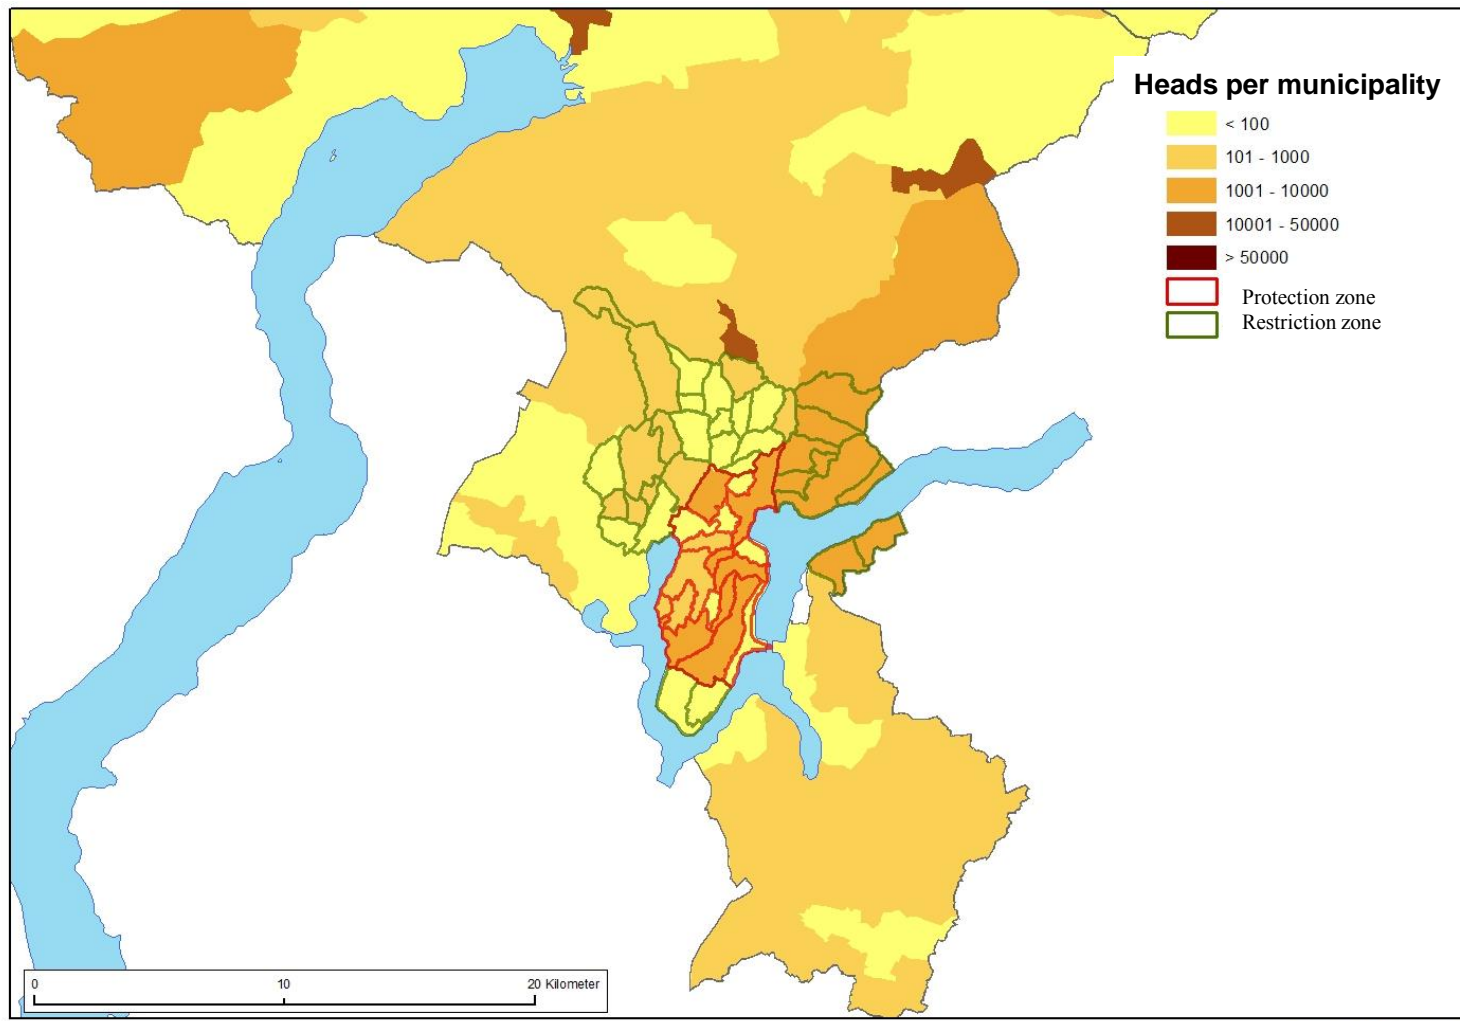 Heads per municipality
< 100
101 - 1000
1001 - 10000
10001 - 50000
> 50000
Protection zone
Restriction zone
0 10 20 Kilometer